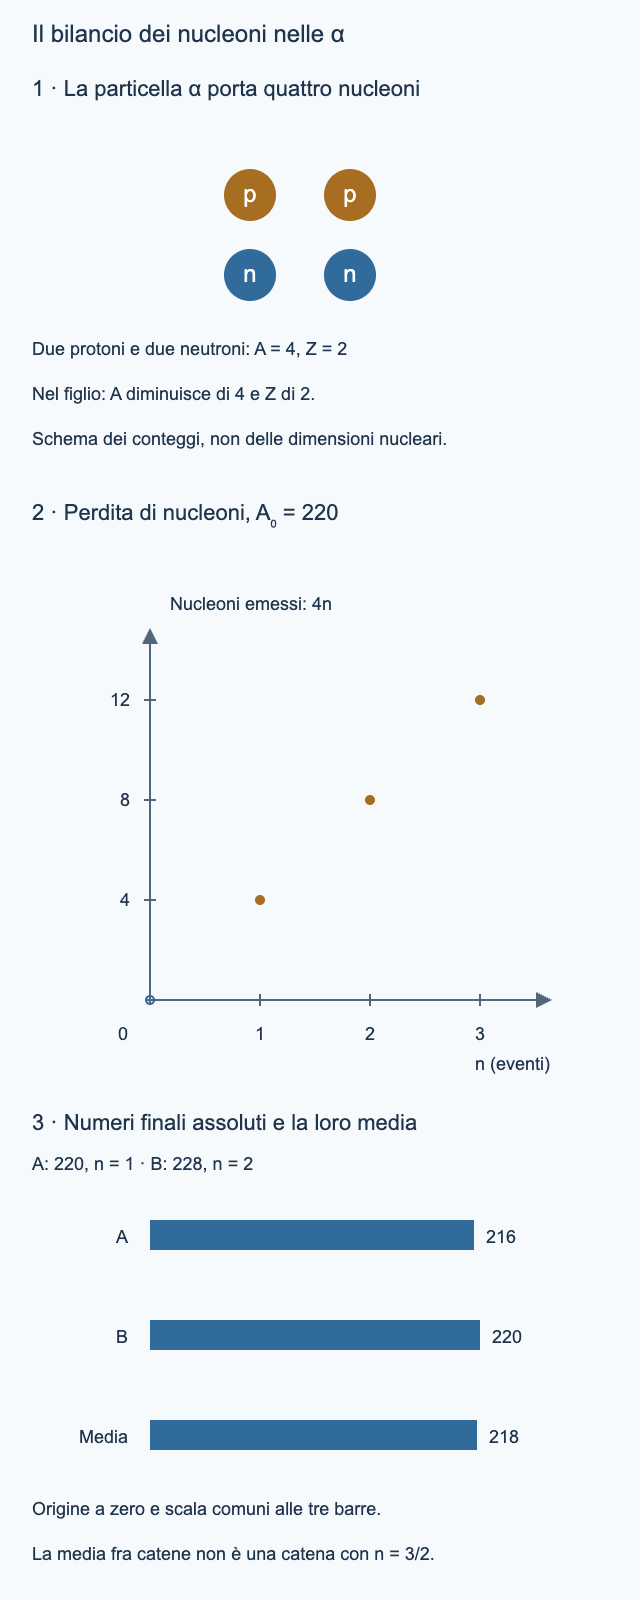 Il bilancio dei nucleoni nelle α
1 · La particella α porta quattro nucleoni
p p
n n
Due protoni e due neutroni: A = 4, Z = 2
Nel figlio: A diminuisce di 4 e Z di 2.
Schema dei conteggi, non delle dimensioni nucleari.
2 · Perdita di nucleoni, A₀ = 220
Nucleoni emessi: 4n
12
8
4
0 1 2 3
n (eventi)
3 · Numeri finali assoluti e la loro media
A: 220, n = 1 · B: 228, n = 2
A 216
B 220
Media 218
Origine a zero e scala comuni alle tre barre.
La media fra catene non è una catena con n = 3/2.